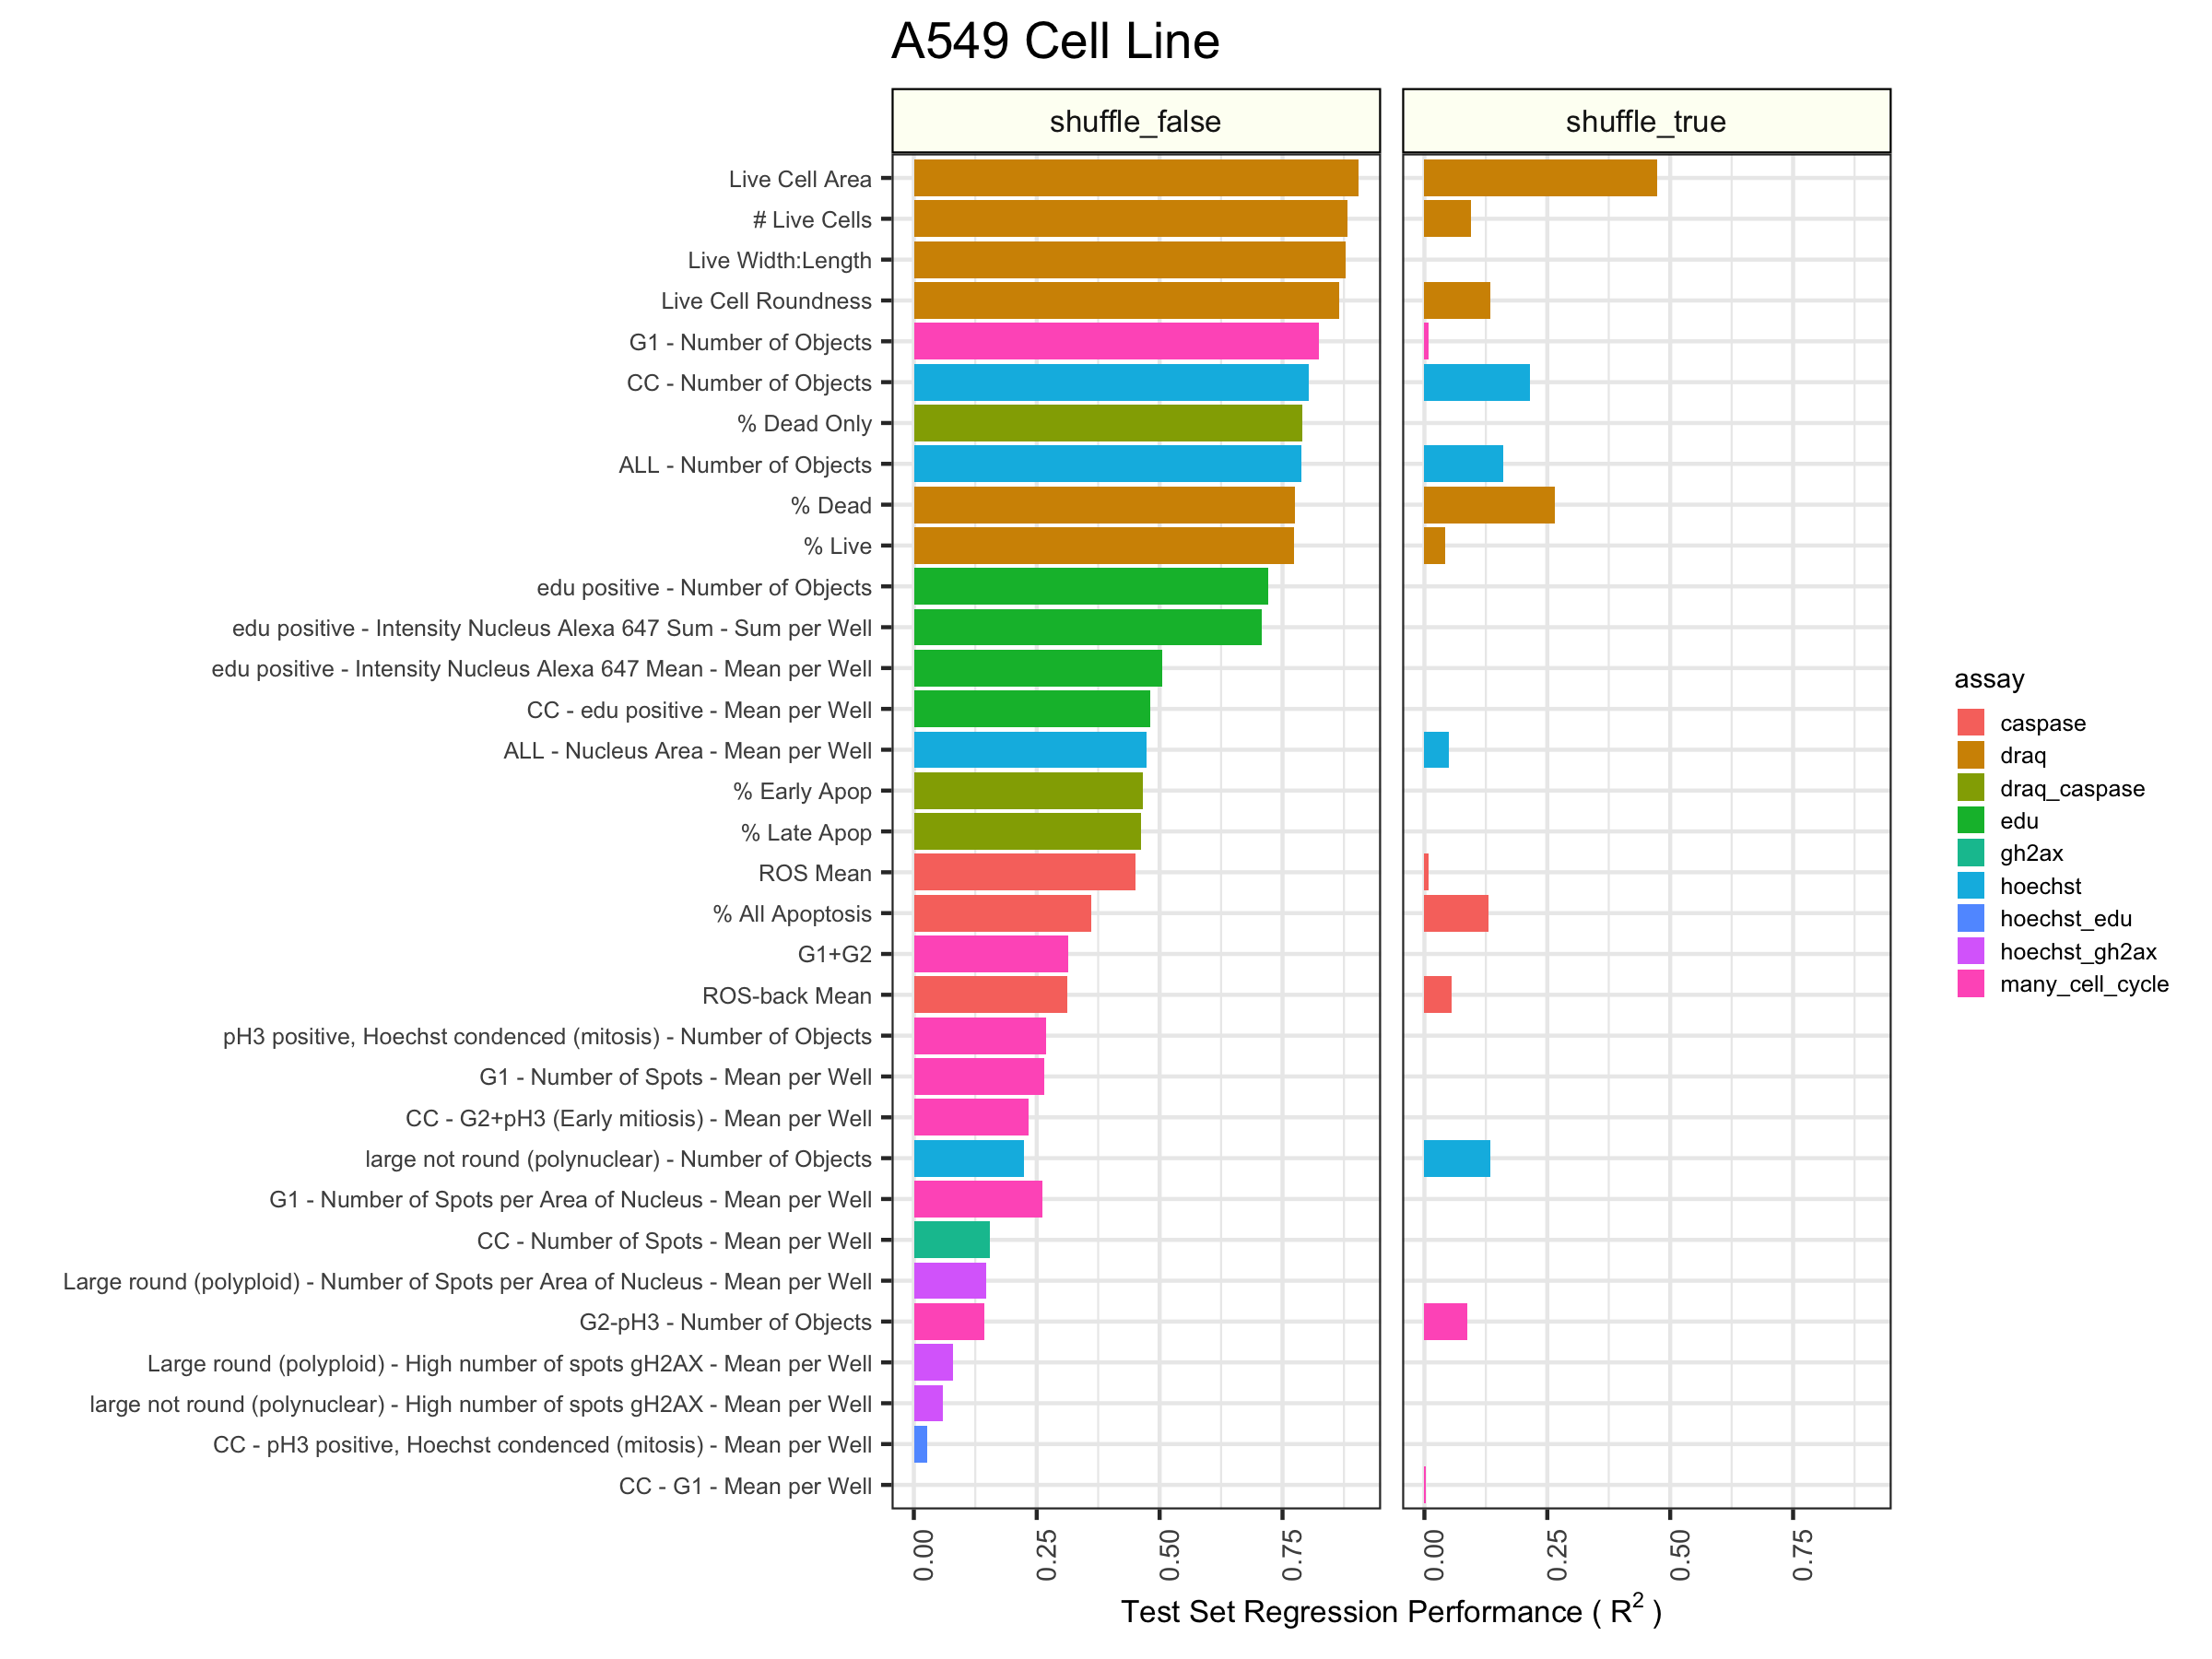 A549 Cell Line
shuffle_false
shuffle_true
Live Cell Area
# Live Cells
Live Width:Length
Live Cell Roundness
G1 - Number of Objects
CC - Number of Objects
% Dead Only
ALL - Number of Objects
% Dead
% Live
edu positive - Number of Objects
edu positive - Intensity Nucleus Alexa 647 Sum - Sum per Well
edu positive - Intensity Nucleus Alexa 647 Mean - Mean per Well
CC - edu positive - Mean per Well
ALL - Nucleus Area - Mean per Well
% Early Apop
% Late Apop
ROS Mean
% All Apoptosis
G1+G2
ROS-back Mean
pH3 positive, Hoechst condenced (mitosis) - Number of Objects
G1 - Number of Spots - Mean per Well
CC - G2+pH3 (Early mitiosis) - Mean per Well
large not round (polynuclear) - Number of Objects
G1 - Number of Spots per Area of Nucleus - Mean per Well
CC - Number of Spots - Mean per Well
Large round (polyploid) - Number of Spots per Area of Nucleus - Mean per Well
G2-pH3 - Number of Objects
Large round (polyploid) - High number of spots gH2AX - Mean per Well
large not round (polynuclear) - High number of spots gH2AX - Mean per Well
CC - pH3 positive, Hoechst condenced (mitosis) - Mean per Well
CC - G1 - Mean per Well
0.00
0.25
0.50
0.75
0.00
0.25
0.50
0.75
Test Set Regression Performance ( R² )
assay
caspase
draq
draq_caspase
edu
gh2ax
hoechst
hoechst_edu
hoechst_gh2ax
many_cell_cycle